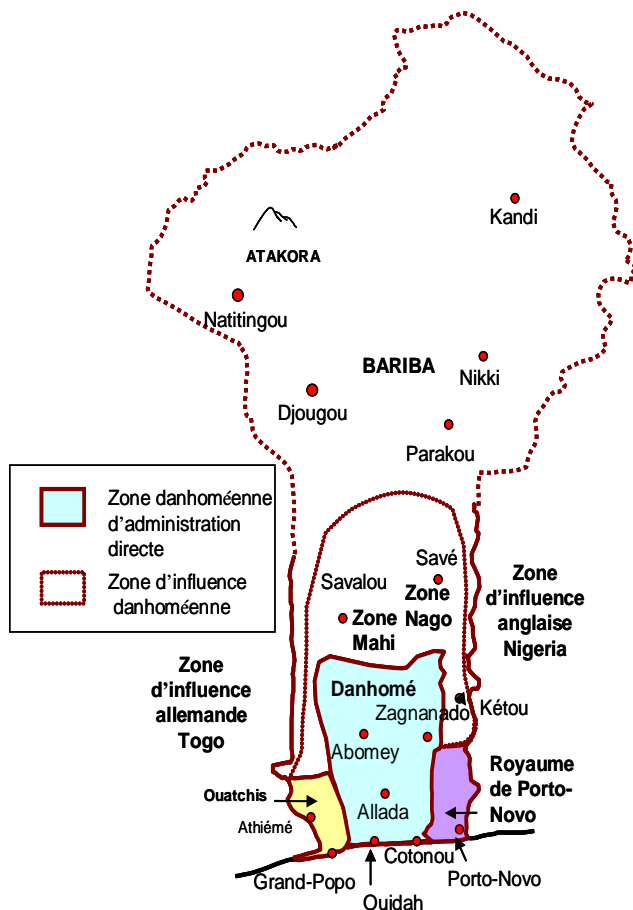 Kandi
ATAKORA
Natitingou
BARIBA
Nikki
Djougou
Parakou
Zone danhoméenne
d'administration
directe
Zone d'influence
danhoméenne
Savé
Savalou
Zone
Nago
Zone
Mahi
Zone
d'influence
anglaise
Nigeria
Zone
d'influence
allemande
Togo
Danhomé
Zagnanado
Kétou
Abomey
Ouatchis
Royaume
de Porto-
Novo
Allada
Athiémé
Cotonou
Grand-Popo
Porto-Novo
Ouidah